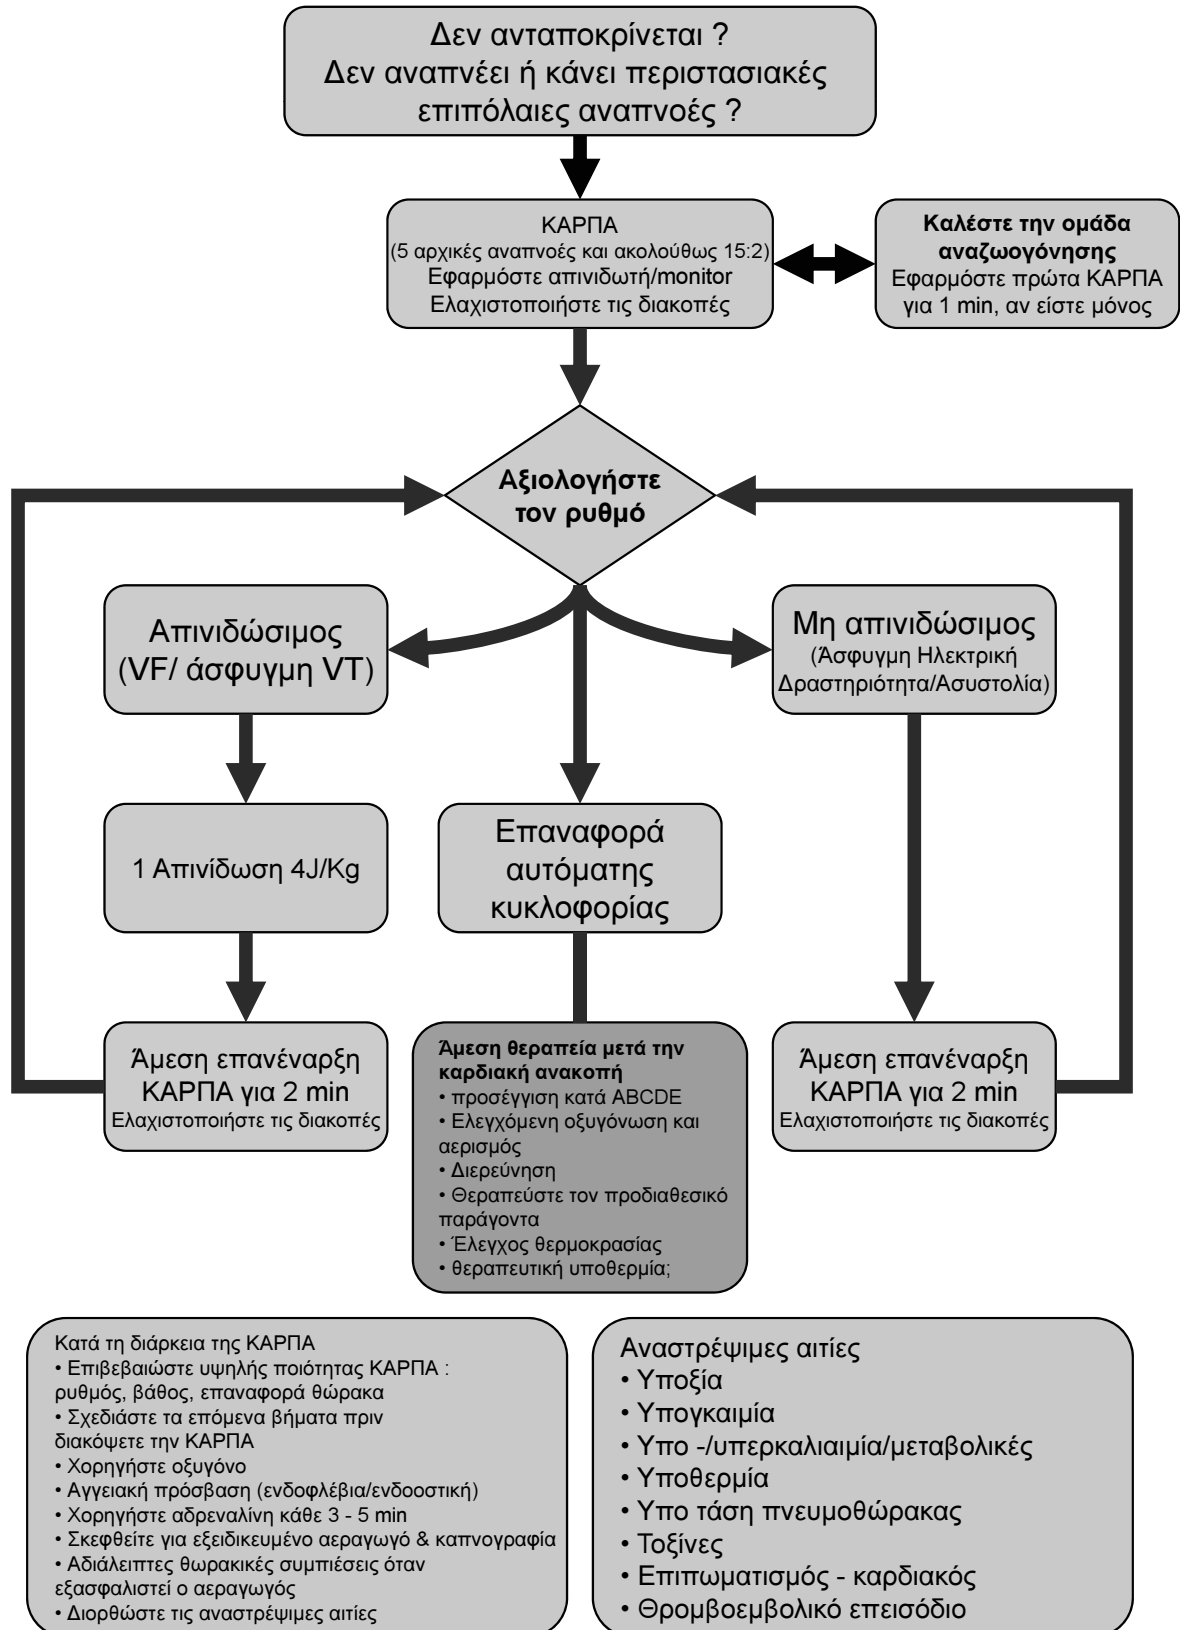 Δεν ανταποκρίνεται ?
Δεν αναπνέει ή κάνει περιστασιακές
επιπόλαιες αναπνοές ?
ΚΑΡΠΑ
(5 αρχικές αναπνοές και ακολούθως 15:2)
Εφαρμόστε απινιδωτή/monitor
Ελαχιστοποιήστε τις διακοπές
Καλέστε την ομάδα
αναζωογόνησης
Εφαρμόστε πρώτα ΚΑΡΠΑ
για 1 min, αν είστε μόνος
Αξιολογήστε
τον ρυθμό
Απινιδώσιμος
(VF/ άσφυγμη VT)
Μη απινιδώσιμος
(Άσφυγμη Ηλεκτρική
Δραστηριότητα/Ασυστολία)
1 Απινίδωση 4J/Kg
Επαναφορά
αυτόματης
κυκλοφορίας
Άμεση επανέναρξη
ΚΑΡΠΑ για 2 min
Ελαχιστοποιήστε τις διακοπές
Άμεση θεραπεία μετά την
καρδιακή ανακοπή
• προσέγγιση κατά ABCDE
• Ελεγχόμενη οξυγόνωση και
αερισμός
• Διερεύνηση
• Θεραπεύστε τον προδιαθεσικό
παράγοντα
• Έλεγχος θερμοκρασίας
• θεραπευτική υποθερμία;
Άμεση επανέναρξη
ΚΑΡΠΑ για 2 min
Ελαχιστοποιήστε τις διακοπές
Κατά τη διάρκεια της ΚΑΡΠΑ
• Επιβεβαιώστε υψηλής ποιότητας ΚΑΡΠΑ :
ρυθμός, βάθος, επαναφορά θώρακα
• Σχεδιάστε τα επόμενα βήματα πριν
διακόψετε την ΚΑΡΠΑ
• Χορηγήστε οξυγόνο
• Αγγειακή πρόσβαση (ενδοφλέβια/ενδοοστική)
• Χορηγήστε αδρεναλίνη κάθε 3 - 5 min
• Σκεφθείτε για εξειδικευμένο αεραγωγό & καπνογραφία
• Αδιάλειπτες θωρακικές συμπιέσεις όταν
εξασφαλιστεί ο αεραγωγός
• Διορθώστε τις αναστρέψιμες αιτίες
Αναστρέψιμες αιτίες
• Υποξία
• Υπογκαιμία
• Υπο -/υπερκαλιαιμία/μεταβολικές
• Υποθερμία
• Υπο τάση πνευμοθώρακας
• Τοξίνες
• Επιπωματισμός - καρδιακός
• Θρομβοεμβολικό επεισόδιο